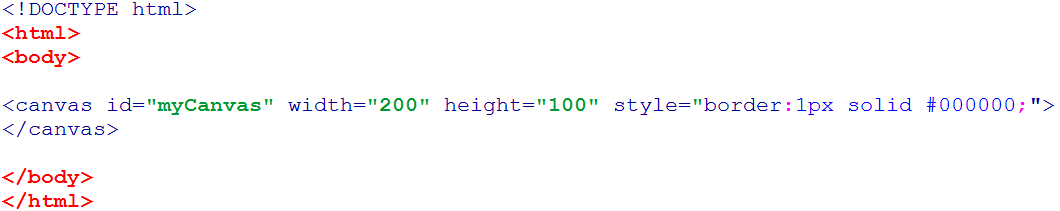 <!DOCTYPE html>
<html>
<body>
<canvas id="myCanvas" width="200" height="100" style="border:1px solid #000000;">
</canvas>
</body>
</html>